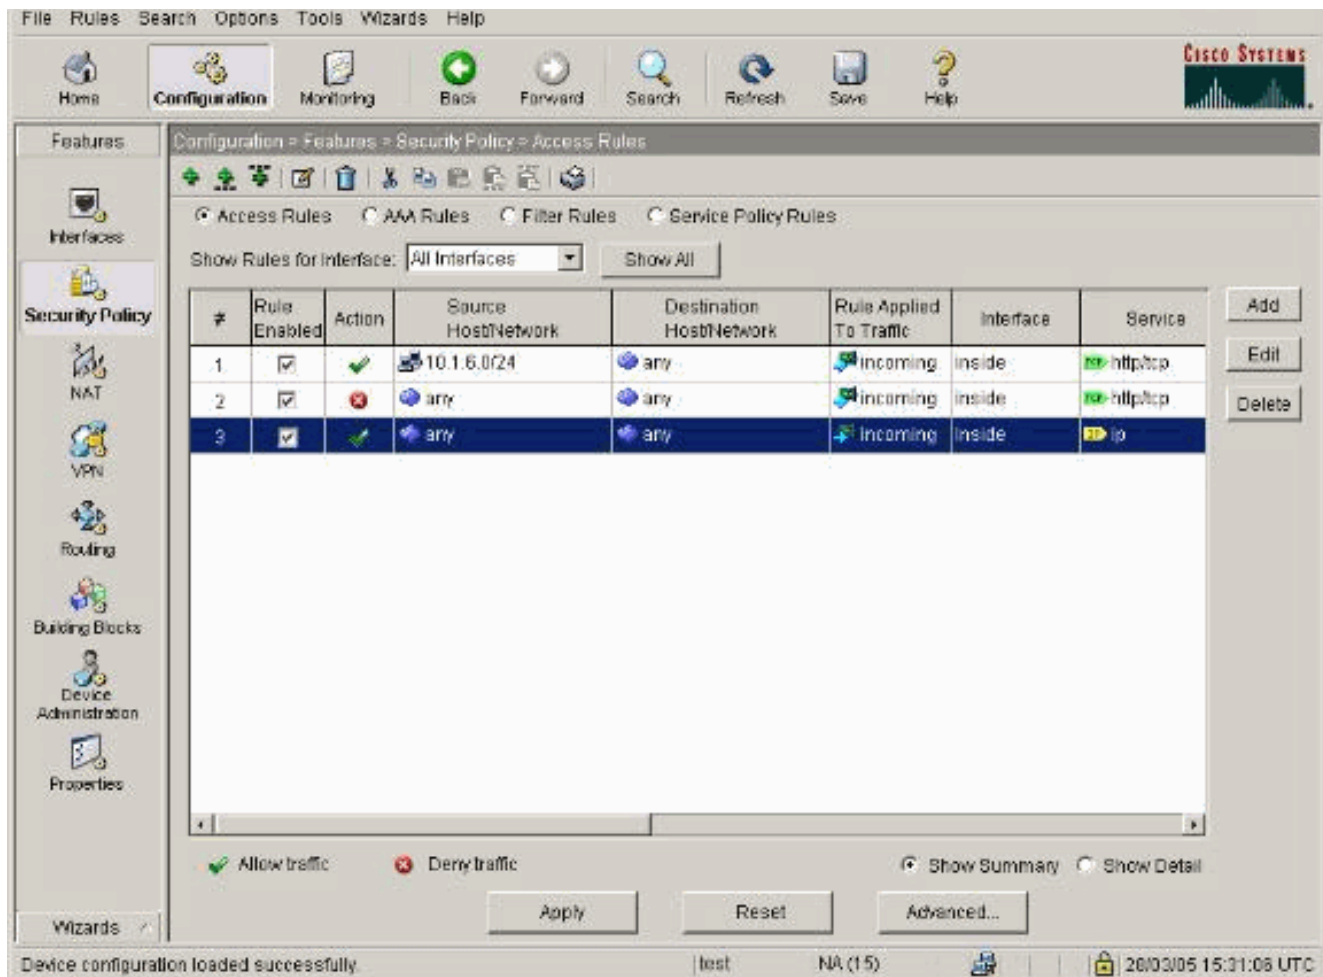 File Rules Search Options Tools Wizards Help
Home Configuration Monitoring Back Forward Search Refresh Save Help
CISCO SYSTEMS
Features
Configuration > Features > Security Policy > Access Rules
Interfaces
Access Rules AAA Rules Filter Rules Service Policy Rules
Show Rules for Interface: All Interfaces Show All
Security Policy
# Rule Enabled Action Source Host/Network Destination Host/Network Rule Applied To Traffic Interface Service
1 10.1.6.0/24 any incoming inside TCP http/tcp
2 any any incoming inside TCP http/tcp
3 any any incoming inside IP ip
Add
Edit
Delete
NAT
VPN
Routing
Building Blocks
Device Administration
Properties
Allow traffic Deny traffic Show Summary Show Detail
Apply Reset Advanced...
Wizards
Device configuration loaded successfully. test NA (15) 28/03/05 15:31:06 UTC